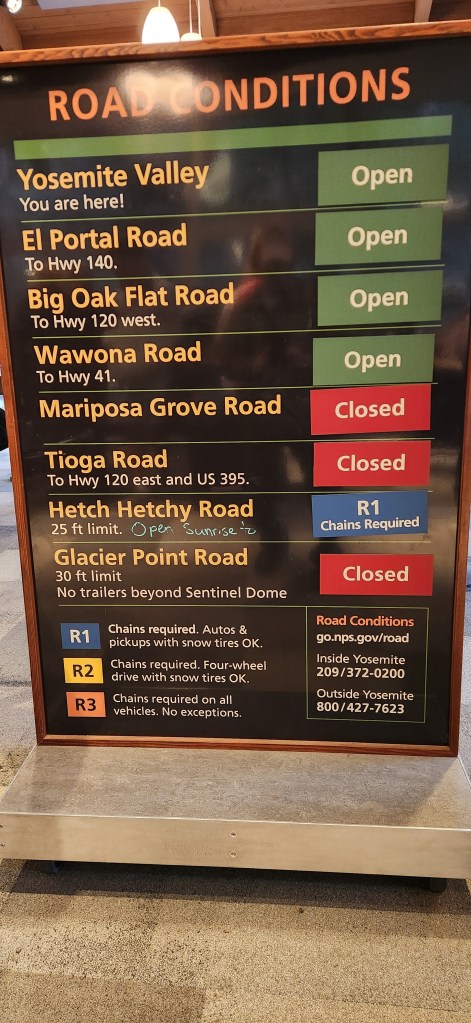 ROAD CONDITIONS
Yosemite Valley
Open
You are here!
El Portal Road
Open
To Hwy 140.
Big Oak Flat Road
Open
To Hwy 120 west.
Wawona Road
Open
To Hwy 41.
Mariposa Grove Road
Closed
Tioga Road
Closed
To Hwy 120 east and US 395.
Hetch Hetchy Road
R1
Chains Required
25 ft limit. Open Sunrise
Glacier Point Road
30 ft limit
Closed
No trailers beyond Sentinel Dome
R1
Chains required. Autos &
pickups with snow tires OK.
R2
Chains required. Four-wheel
drive with snow tires OK.
R3
Chains required on all
vehicles. No exceptions.
Road Conditions
go.nps.gov/road
Inside Yosemite
209/372-0200
Outside Yosemite
800/427-7623